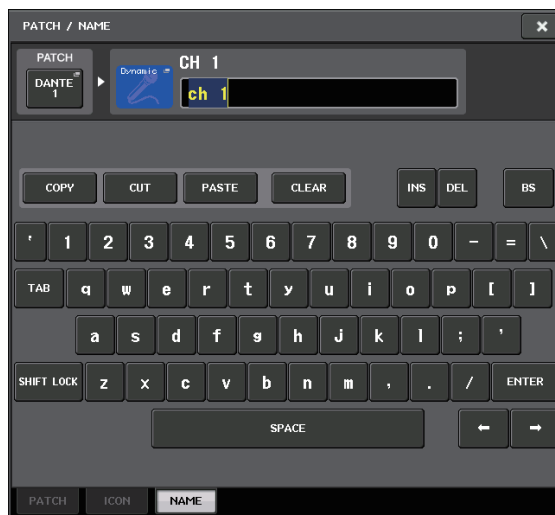 PATCH / NAME
PATCH
DANTE
1
Dynamic
CH 1
ch 1
COPY CUT PASTE CLEAR INS DEL BS
' 1 2 3 4 5 6 7 8 9 0 - = \
TAB q w e r t y u i o p [ ]
a s d f g h j k l ; '
SHIFT LOCK z x c v b n m , . / ENTER
SPACE ← →
PATCH ICON NAME